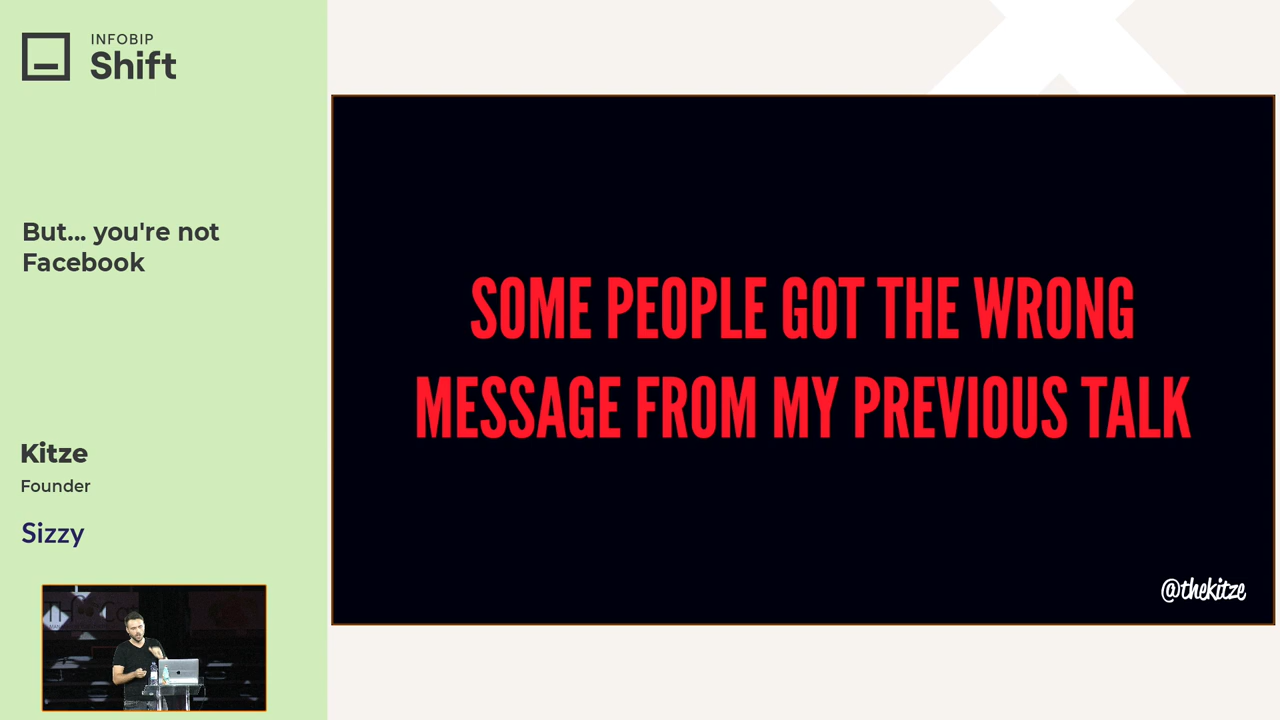 INFOBIP
Shift
But... you're not
Facebook
Kitze
Founder
Sizzy
SOME PEOPLE GOT THE WRONG
MESSAGE FROM MY PREVIOUS TALK
@thekitze